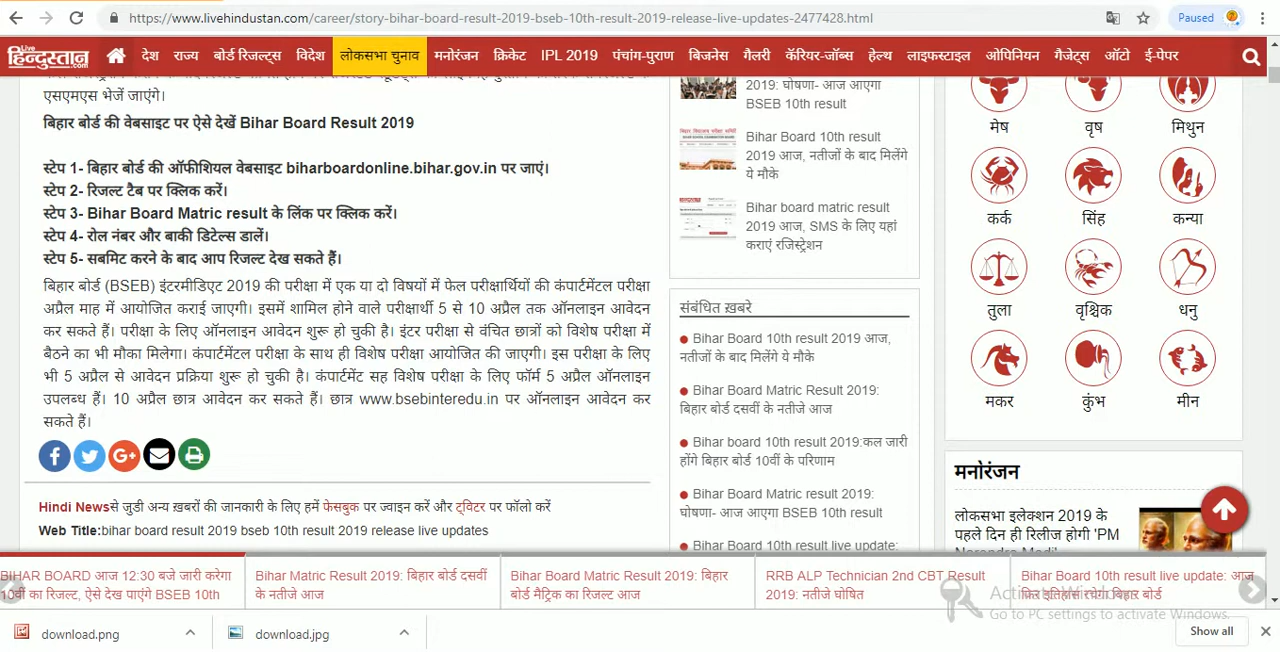 https://www.livehindustan.com/career/story-bihar-board-result-2019-bseb-10th-result-2019-release-live-updates-2477428.html
Paused
Live
हिन्दुस्तान
.com
देश
राज्य
बोर्ड रिजल्ट्स
विदेश
लोकसभा चुनाव
मनोरंजन
क्रिकेट
IPL 2019
पंचांग-पुराण
बिजनेस
गैलरी
कॅरियर-जॉब्स
हेल्थ
लाइफस्टाइल
ओपिनियन
गैजेट्स
ऑटो
ई-पेपर
एसएमएस भेजें जाएंगे।
बिहार बोर्ड की वेबसाइट पर ऐसे देखें Bihar Board Result 2019
स्टेप 1- बिहार बोर्ड की ऑफीशियल वेबसाइट biharboardonline.bihar.gov.in पर जाएं।
स्टेप 2- रिजल्ट टैब पर क्लिक करें।
स्टेप 3- Bihar Board Matric result के लिंक पर क्लिक करें।
स्टेप 4- रोल नंबर और बाकी डिटेल्स डालें।
स्टेप 5- सबमिट करने के बाद आप रिजल्ट देख सकते हैं।
बिहार बोर्ड (BSEB) इंटरमीडिएट 2019 की परीक्षा में एक या दो विषयों में फेल परीक्षार्थियों की कंपार्टमेंटल परीक्षा
अप्रैल माह में आयोजित कराई जाएगी। इसमें शामिल होने वाले परीक्षार्थी 5 से 10 अप्रैल तक ऑनलाइन आवेदन
कर सकते हैं। परीक्षा के लिए ऑनलाइन आवेदन शुरू हो चुकी है। इंटर परीक्षा से वंचित छात्रों को विशेष परीक्षा में
बैठने का भी मौका मिलेगा। कंपार्टमेंटल परीक्षा के साथ ही विशेष परीक्षा आयोजित की जाएगी। इस परीक्षा के लिए
भी 5 अप्रैल से आवेदन प्रक्रिया शुरू हो चुकी है। कंपार्टमेंट सह विशेष परीक्षा के लिए फॉर्म 5 अप्रैल ऑनलाइन
उपलब्ध हैं। 10 अप्रैल छात्र आवेदन कर सकते हैं। छात्र www.bsebinteredu.in पर ऑनलाइन आवेदन कर
सकते हैं।
Hindi Newsसे जुडी अन्य ख़बरों की जानकारी के लिए हमें फेसबुक पर ज्वाइन करें और ट्विटर पर फॉलो करें
Web Title:bihar board result 2019 bseb 10th result 2019 release live updates
2019: घोषणा- आज आएगा
BSEB 10th result
Bihar Board 10th result
2019 आज, नतीजों के बाद मिलेंगे
ये मौके
Bihar board matric result
2019 आज, SMS के लिए यहां
कराएं रजिस्ट्रेशन
संबंधित ख़बरे
Bihar Board 10th result 2019 आज,
नतीजों के बाद मिलेंगे ये मौके
Bihar Board Matric Result 2019:
बिहार बोर्ड दसवीं के नतीजे आज
Bihar board 10th result 2019:कल जारी
होंगे बिहार बोर्ड 10वीं के परिणाम
Bihar Board Matric result 2019:
घोषणा- आज आएगा BSEB 10th result
Bihar Board 10th result live update:
मेष
वृष
मिथुन
कर्क
सिंह
कन्या
तुला
वृश्चिक
धनु
मकर
कुंभ
मीन
मनोरंजन
लोकसभा इलेक्शन 2019 के
पहले दिन ही रिलीज होगी 'PM
Narendra Modi'
BIHAR BOARD आज 12:30 बजे जारी करेगा
10वीं का रिजल्ट, ऐसे देख पाएंगे BSEB 10th
Bihar Matric Result 2019: बिहार बोर्ड दसवीं
के नतीजे आज
Bihar Board Matric Result 2019: बिहार
बोर्ड मैट्रिक का रिजल्ट आज
RRB ALP Technician 2nd CBT Result
2019: नतीजे घोषित
Bihar Board 10th result live update: आज
फिर इतिहास रचेगा बिहार बोर्ड
Activate Windows
Go to PC settings to activate Windows.
download.png
download.jpg
Show all